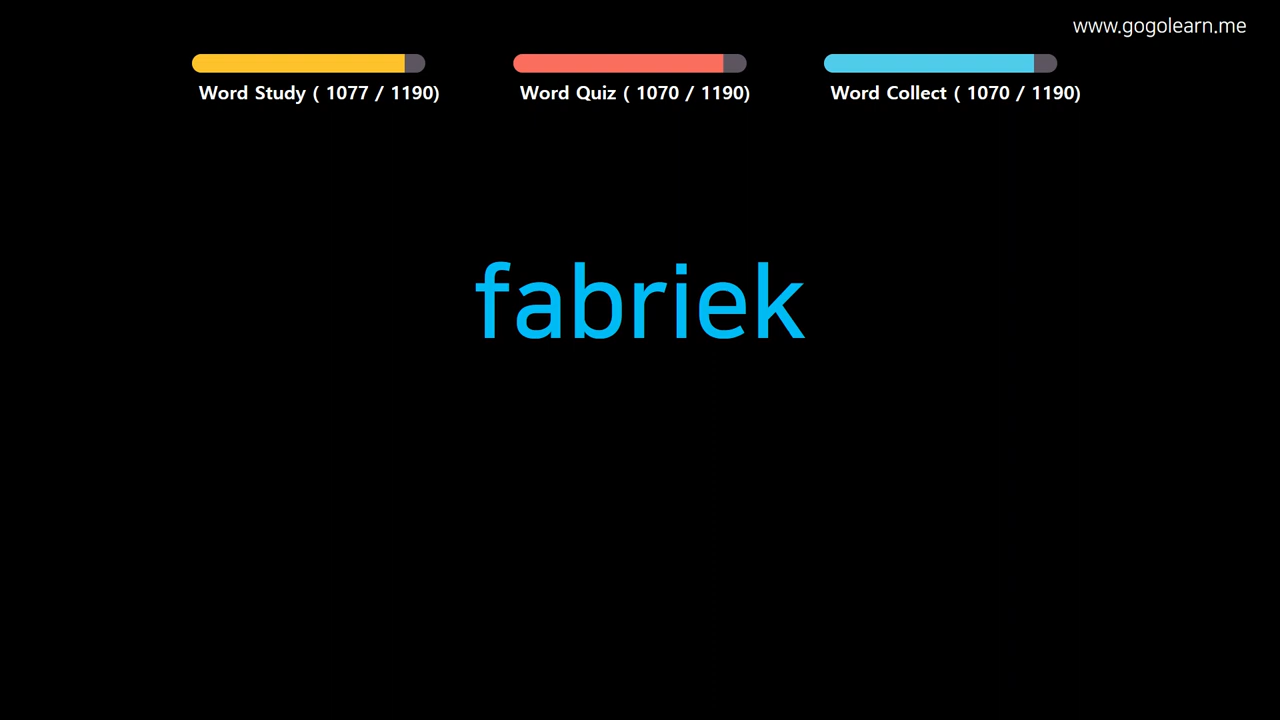 www.gogolearn.me
Word Study ( 1077 / 1190)
Word Quiz ( 1070 / 1190)
Word Collect ( 1070 / 1190)
fabriek